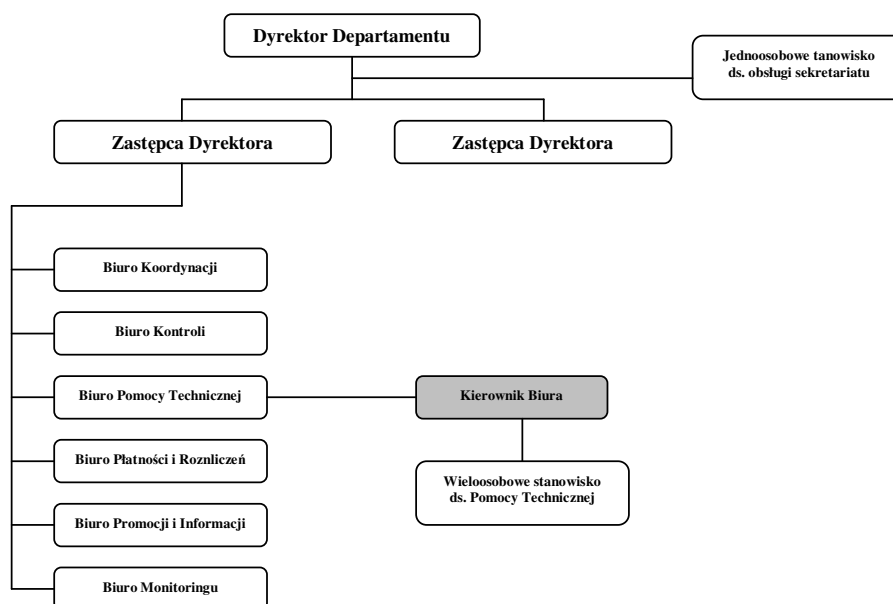 Dyrektor Departamentu
Jednoosobowe tanowisko
ds. obsługi sekretariatu
Zastępca Dyrektora
Zastępca Dyrektora
Biuro Koordynacji
Biuro Kontroli
Biuro Pomocy Technicznej
Kierownik Biura
Biuro Płatności i Roznliczeń
Wieloosobowe stanowisko
ds. Pomocy Technicznej
Biuro Promocji i Informacji
Biuro Monitoringu